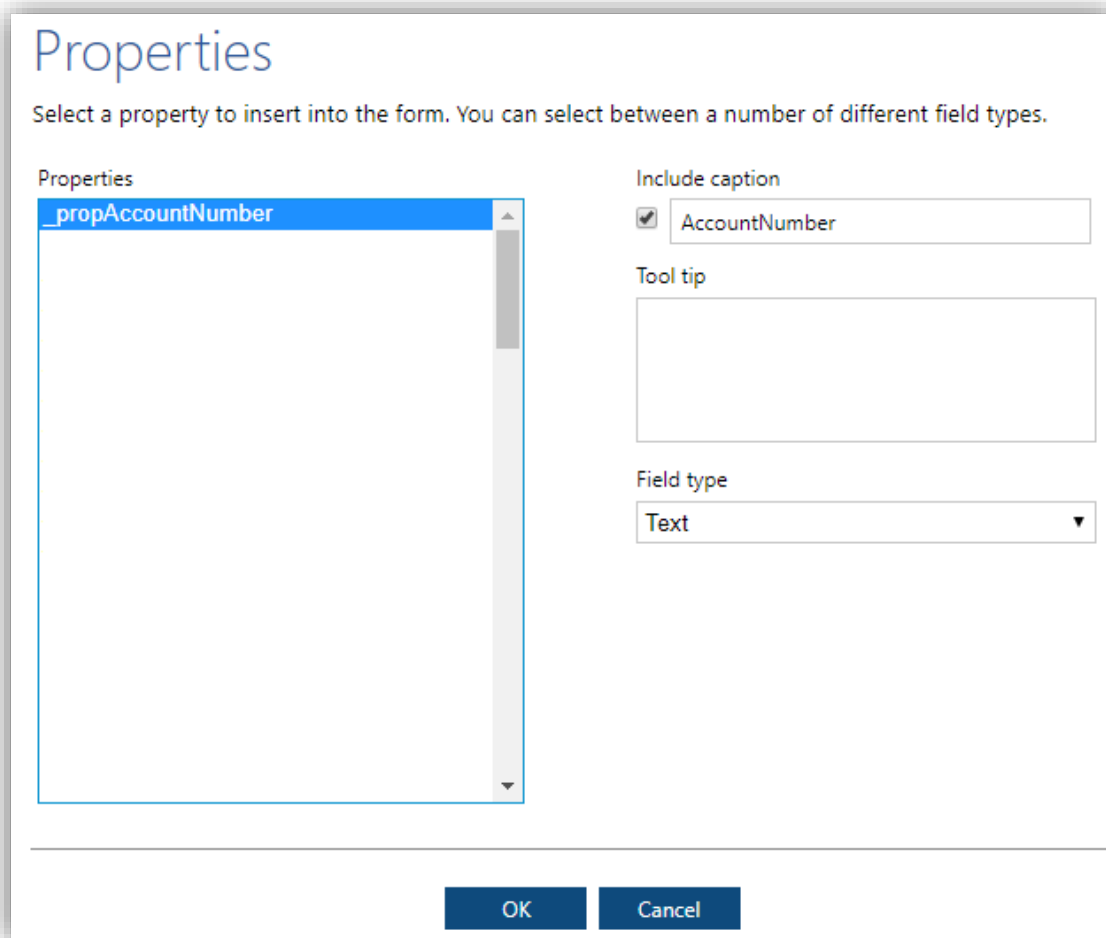 Properties
Select a property to insert into the form. You can select between a number of different field types.
Properties
_propAccountNumber
Include caption
AccountNumber
Tool tip
Field type
Text
OK
Cancel